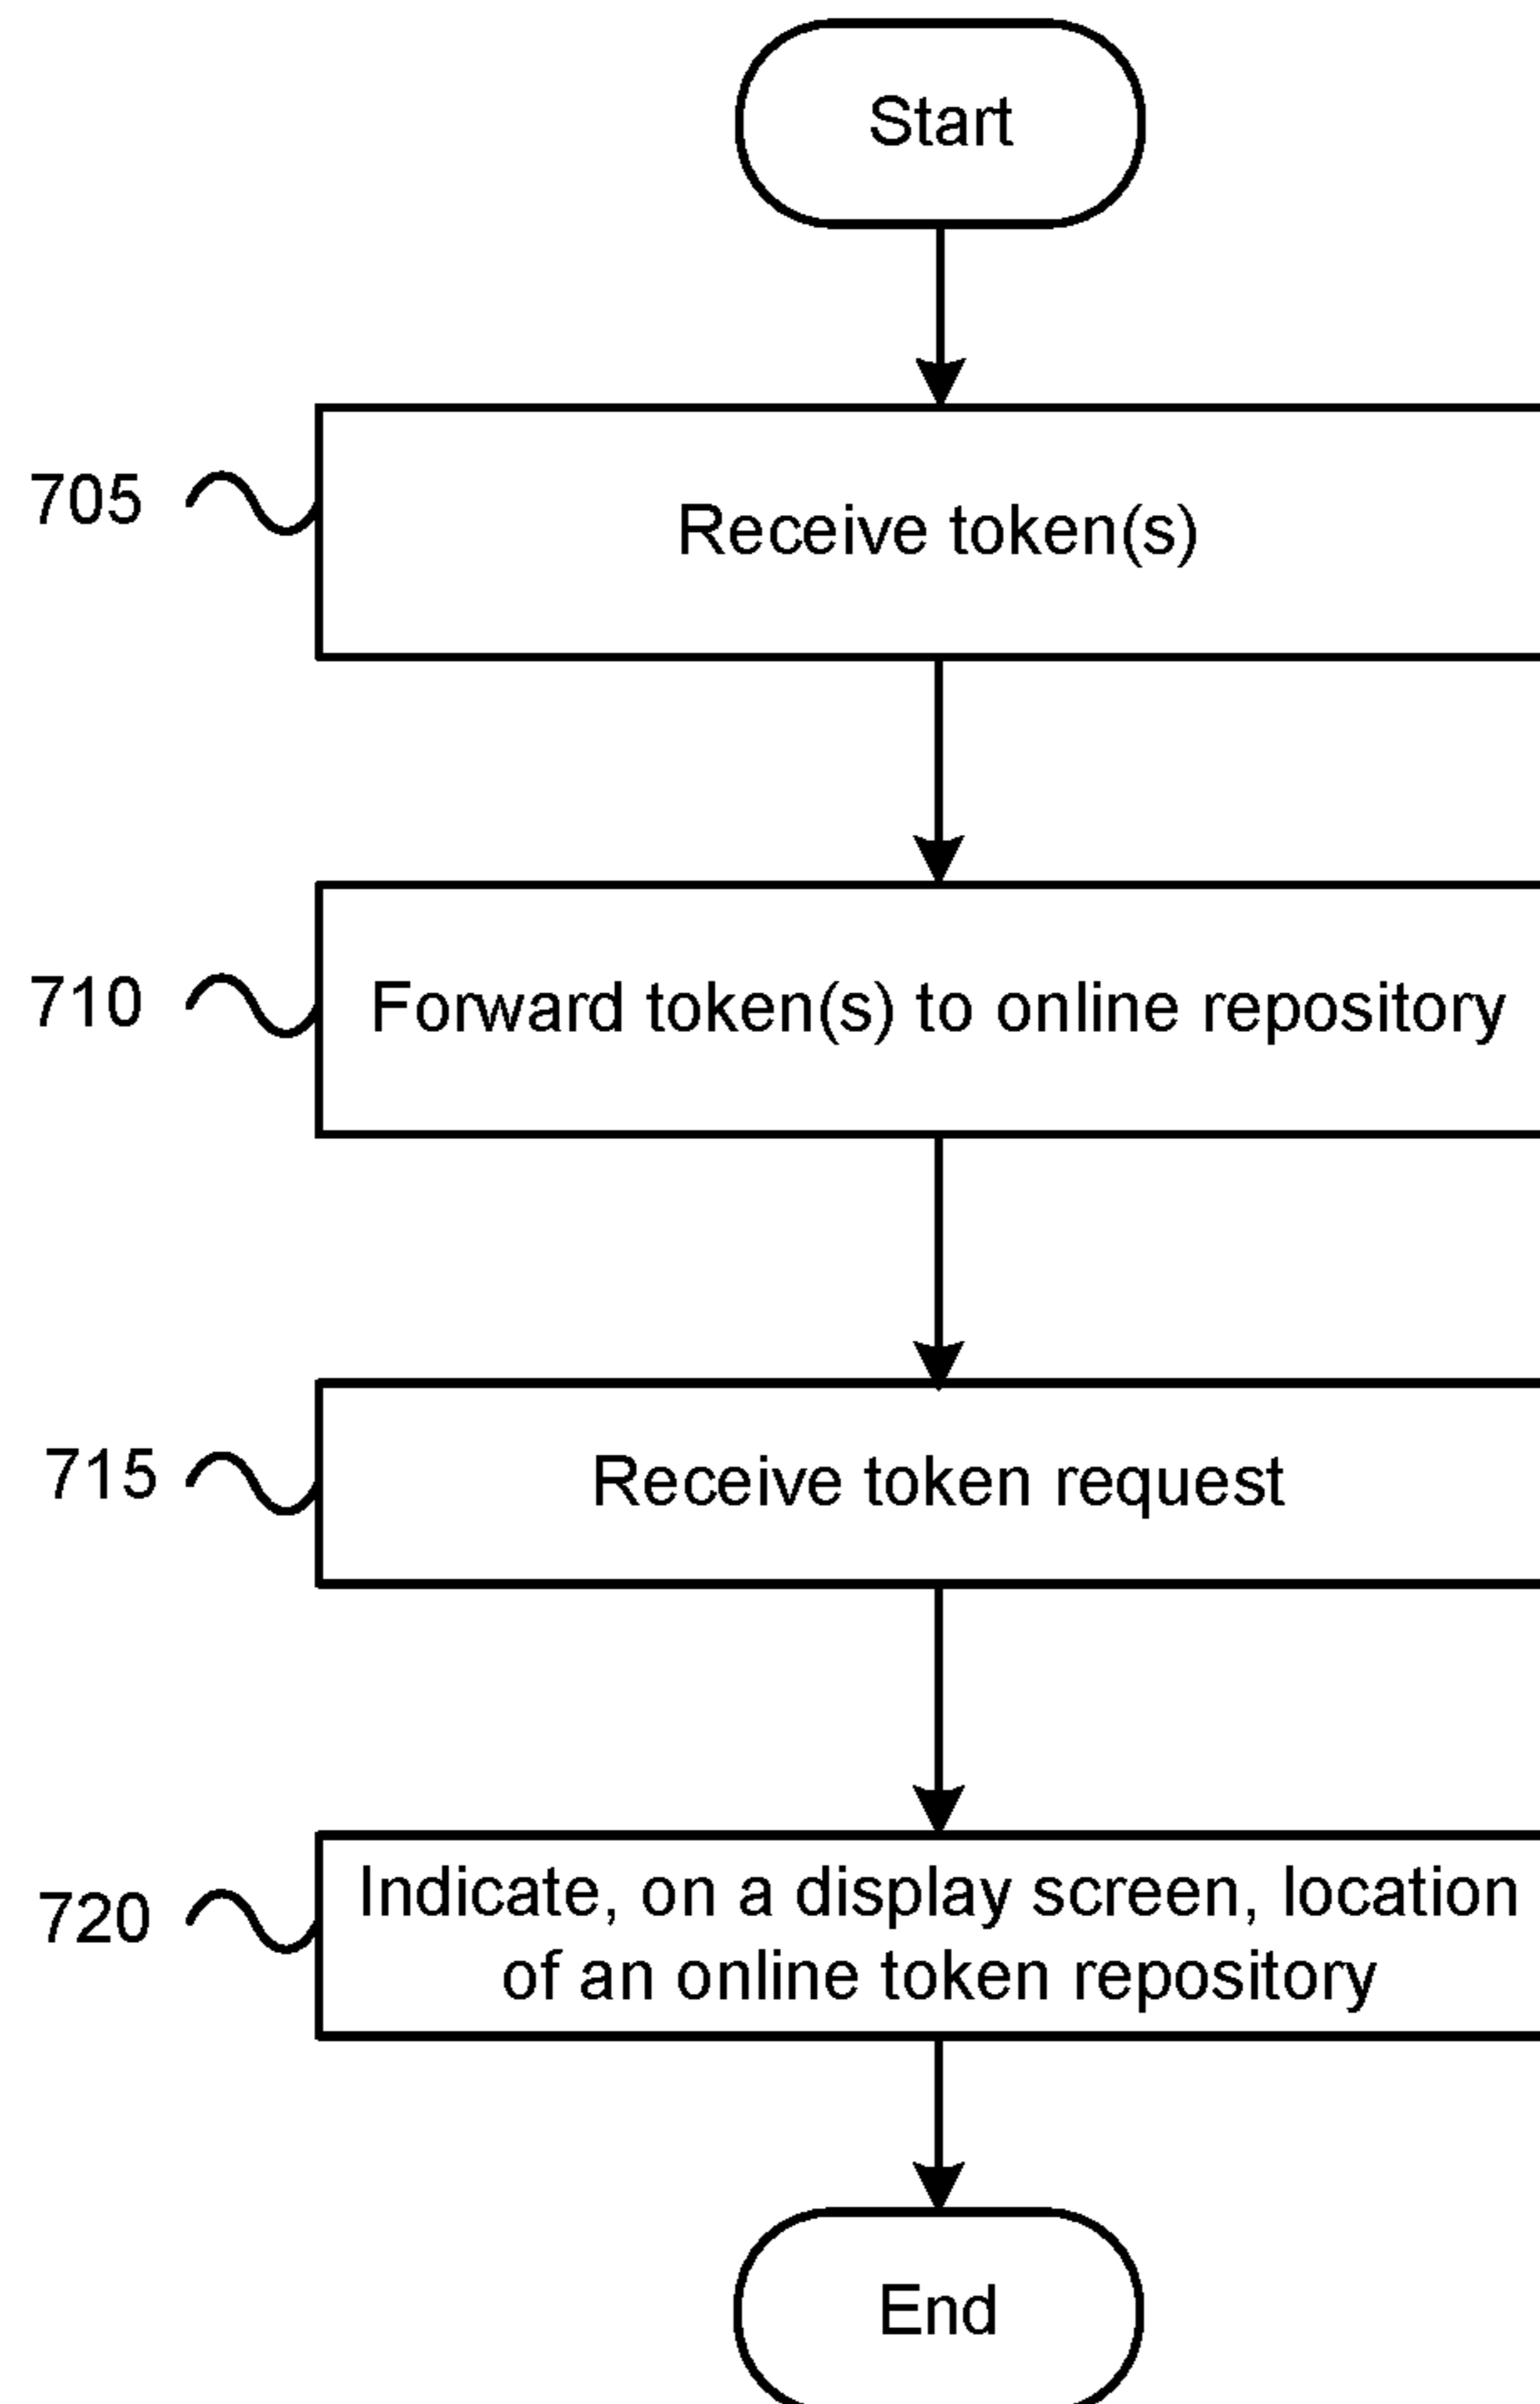 Start
705
Receive token(s)
710
Forward token(s) to online repository
715
Receive token request
720
Indicate, on a display screen, location
of an online token repository
End